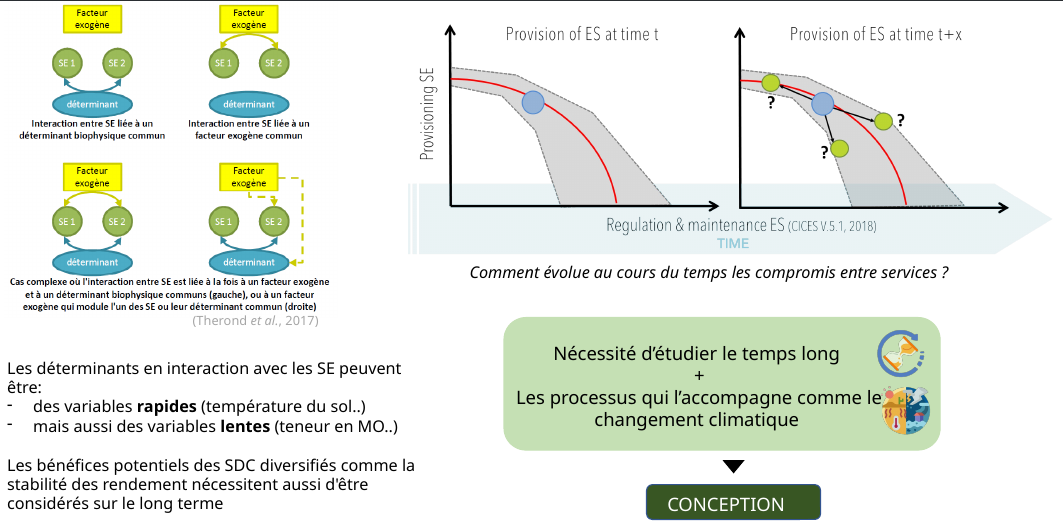 Facteur
exogène
SE 1
SE 2
déterminant
Interaction entre SE liée à un
déterminant biophysique commun
Facteur
exogène
SE 1
SE 2
déterminant
Interaction entre SE liée à un
facteur exogène commun
Facteur
exogène
SE 1
SE 2
déterminant
Facteur
exogène
SE 1
SE 2
déterminant
Cas complexe où l'interaction entre SE est liée à la fois à un facteur exogène
et à un déterminant biophysique communs (gauche), ou à un facteur
exogène qui module l'un des SE ou leur déterminant commun (droite)
(Therond et al., 2017)
Les déterminants en interaction avec les SE peuvent
être:
- des variables rapides (température du sol..)
- mais aussi des variables lentes (teneur en MO..)
Les bénéfices potentiels des SDC diversifiés comme la
stabilité des rendement nécessitent aussi d'être
considérés sur le long terme
Provision of ES at time t
Provisioning SE
Provision of ES at time t+x
?
?
?
Regulation & maintenance ES (CICES V.5.1, 2018)
TIME
Comment évolue au cours du temps les compromis entre services ?
Nécessité d'étudier le temps long
+
Les processus qui l'accompagne comme le
changement climatique
CONCEPTION